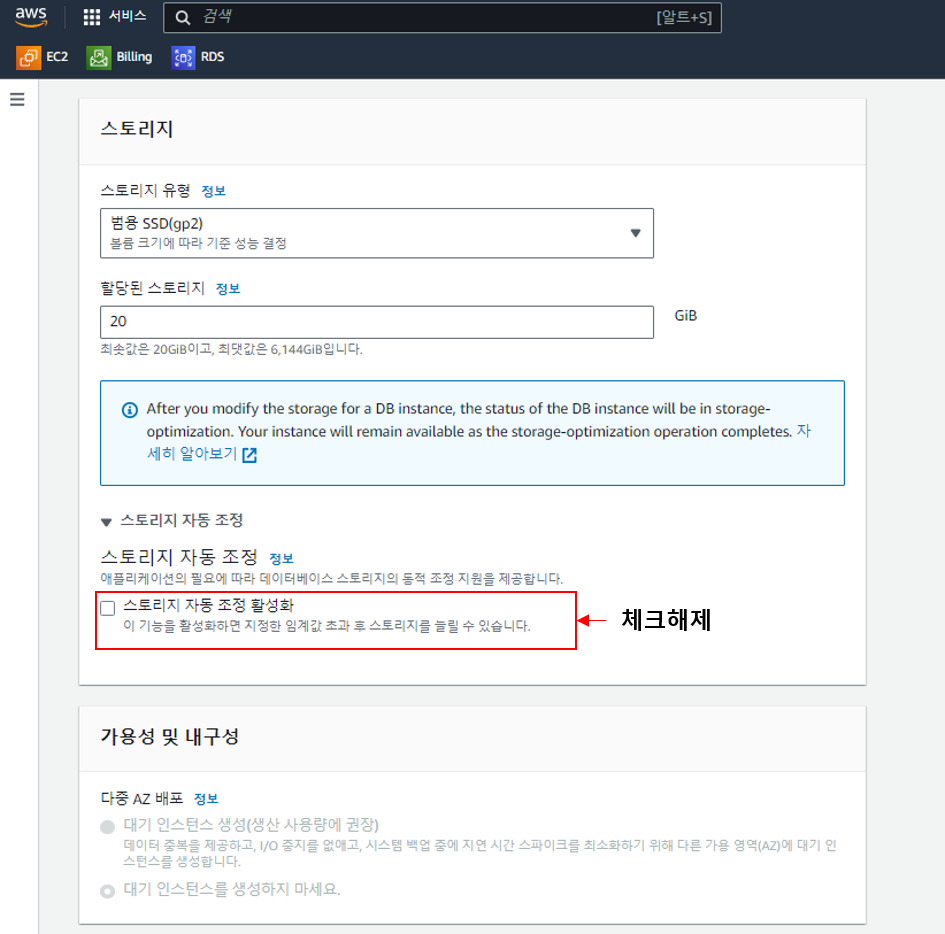 aws
서비스
검색
[알트+S]
EC2
Billing
RDS
스토리지
스토리지 유형 정보
범용 SSD(gp2)
볼륨 크기에 따라 기준 성능 결정
할당된 스토리지 정보
20
GiB
최솟값은 20GiB이고, 최댓값은 6,144GiB입니다.
After you modify the storage for a DB instance, the status of the DB instance will be in storage-
optimization. Your instance will remain available as the storage-optimization operation completes. 자
세히 알아보기
스토리지 자동 조정
스토리지 자동 조정 정보
애플리케이션의 필요에 따라 데이터베이스 스토리지의 동적 조정 지원을 제공합니다.
스토리지 자동 조정 활성화
이 기능을 활성화하면 지정한 임계값 초과 후 스토리지를 늘릴 수 있습니다.
체크해제
가용성 및 내구성
다중 AZ 배포 정보
대기 인스턴스 생성(생산 사용량에 권장)
데이터 중복을 제공하고, I/O 중지를 없애고, 시스템 백업 중에 지연 시간 스파이크를 최소화하기 위해 다른 가용 영역(AZ)에 대기 인
스턴스를 생성합니다.
대기 인스턴스를 생성하지 마세요.